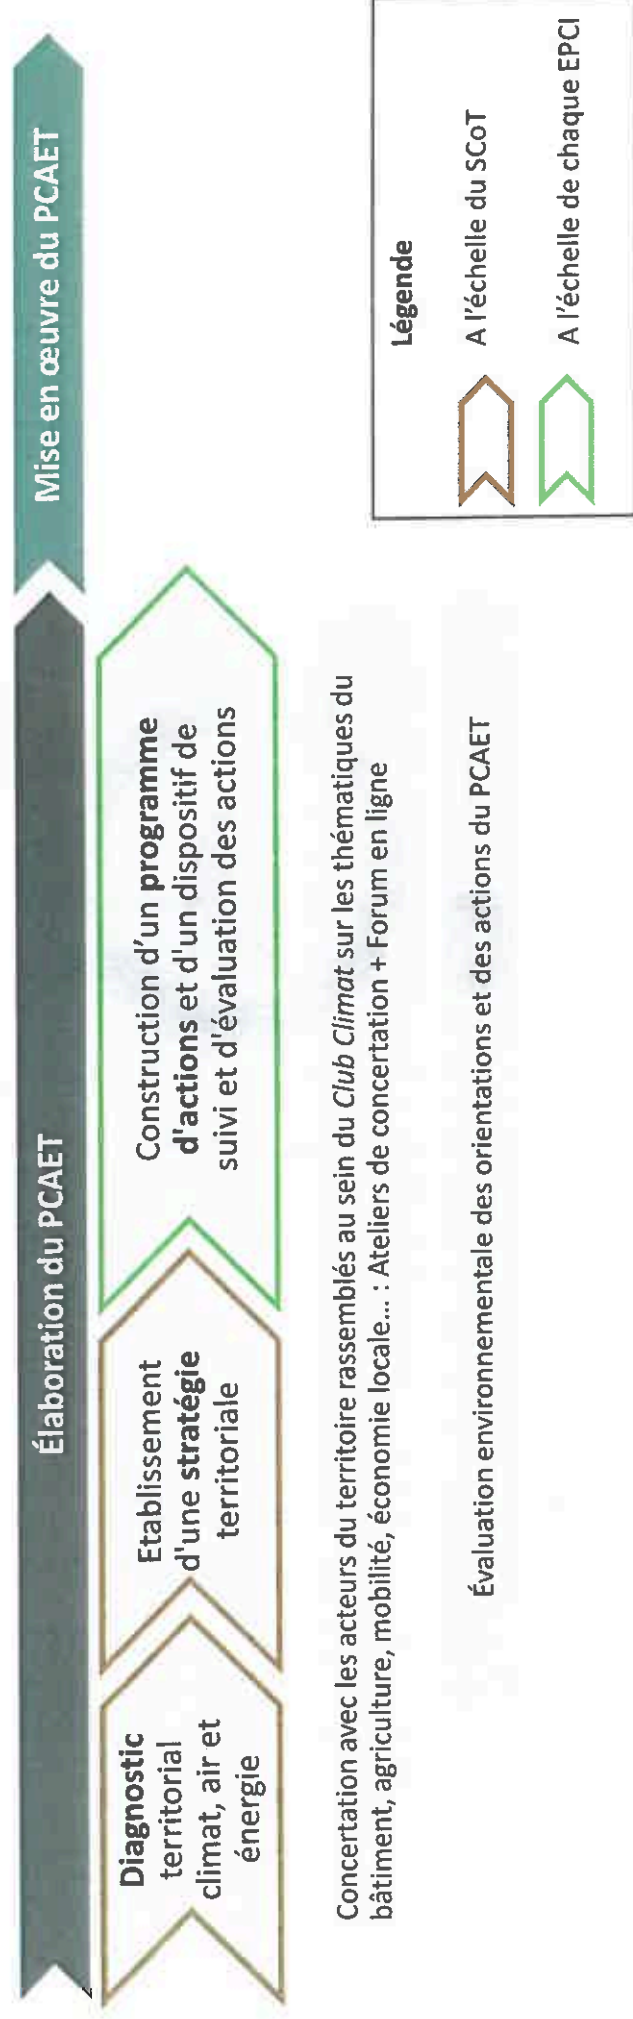 Élaboration du PCAET
Mise en œuvre du PCAET
Diagnostic
territorial
climat, air et
énergie
Etablissement
d'une stratégie
territoriale
Construction d'un programme
d'actions et d'un dispositif de
suivi et d'évaluation des actions
Concertation avec les acteurs du territoire rassemblés au sein du Club Climat sur les thématiques du
bâtiment, agriculture, mobilité, économie locale... : Ateliers de concertation + Forum en ligne
Évaluation environnementale des orientations et des actions du PCAET
Légende
A l'échelle du SCoT
A l'échelle de chaque EPCI